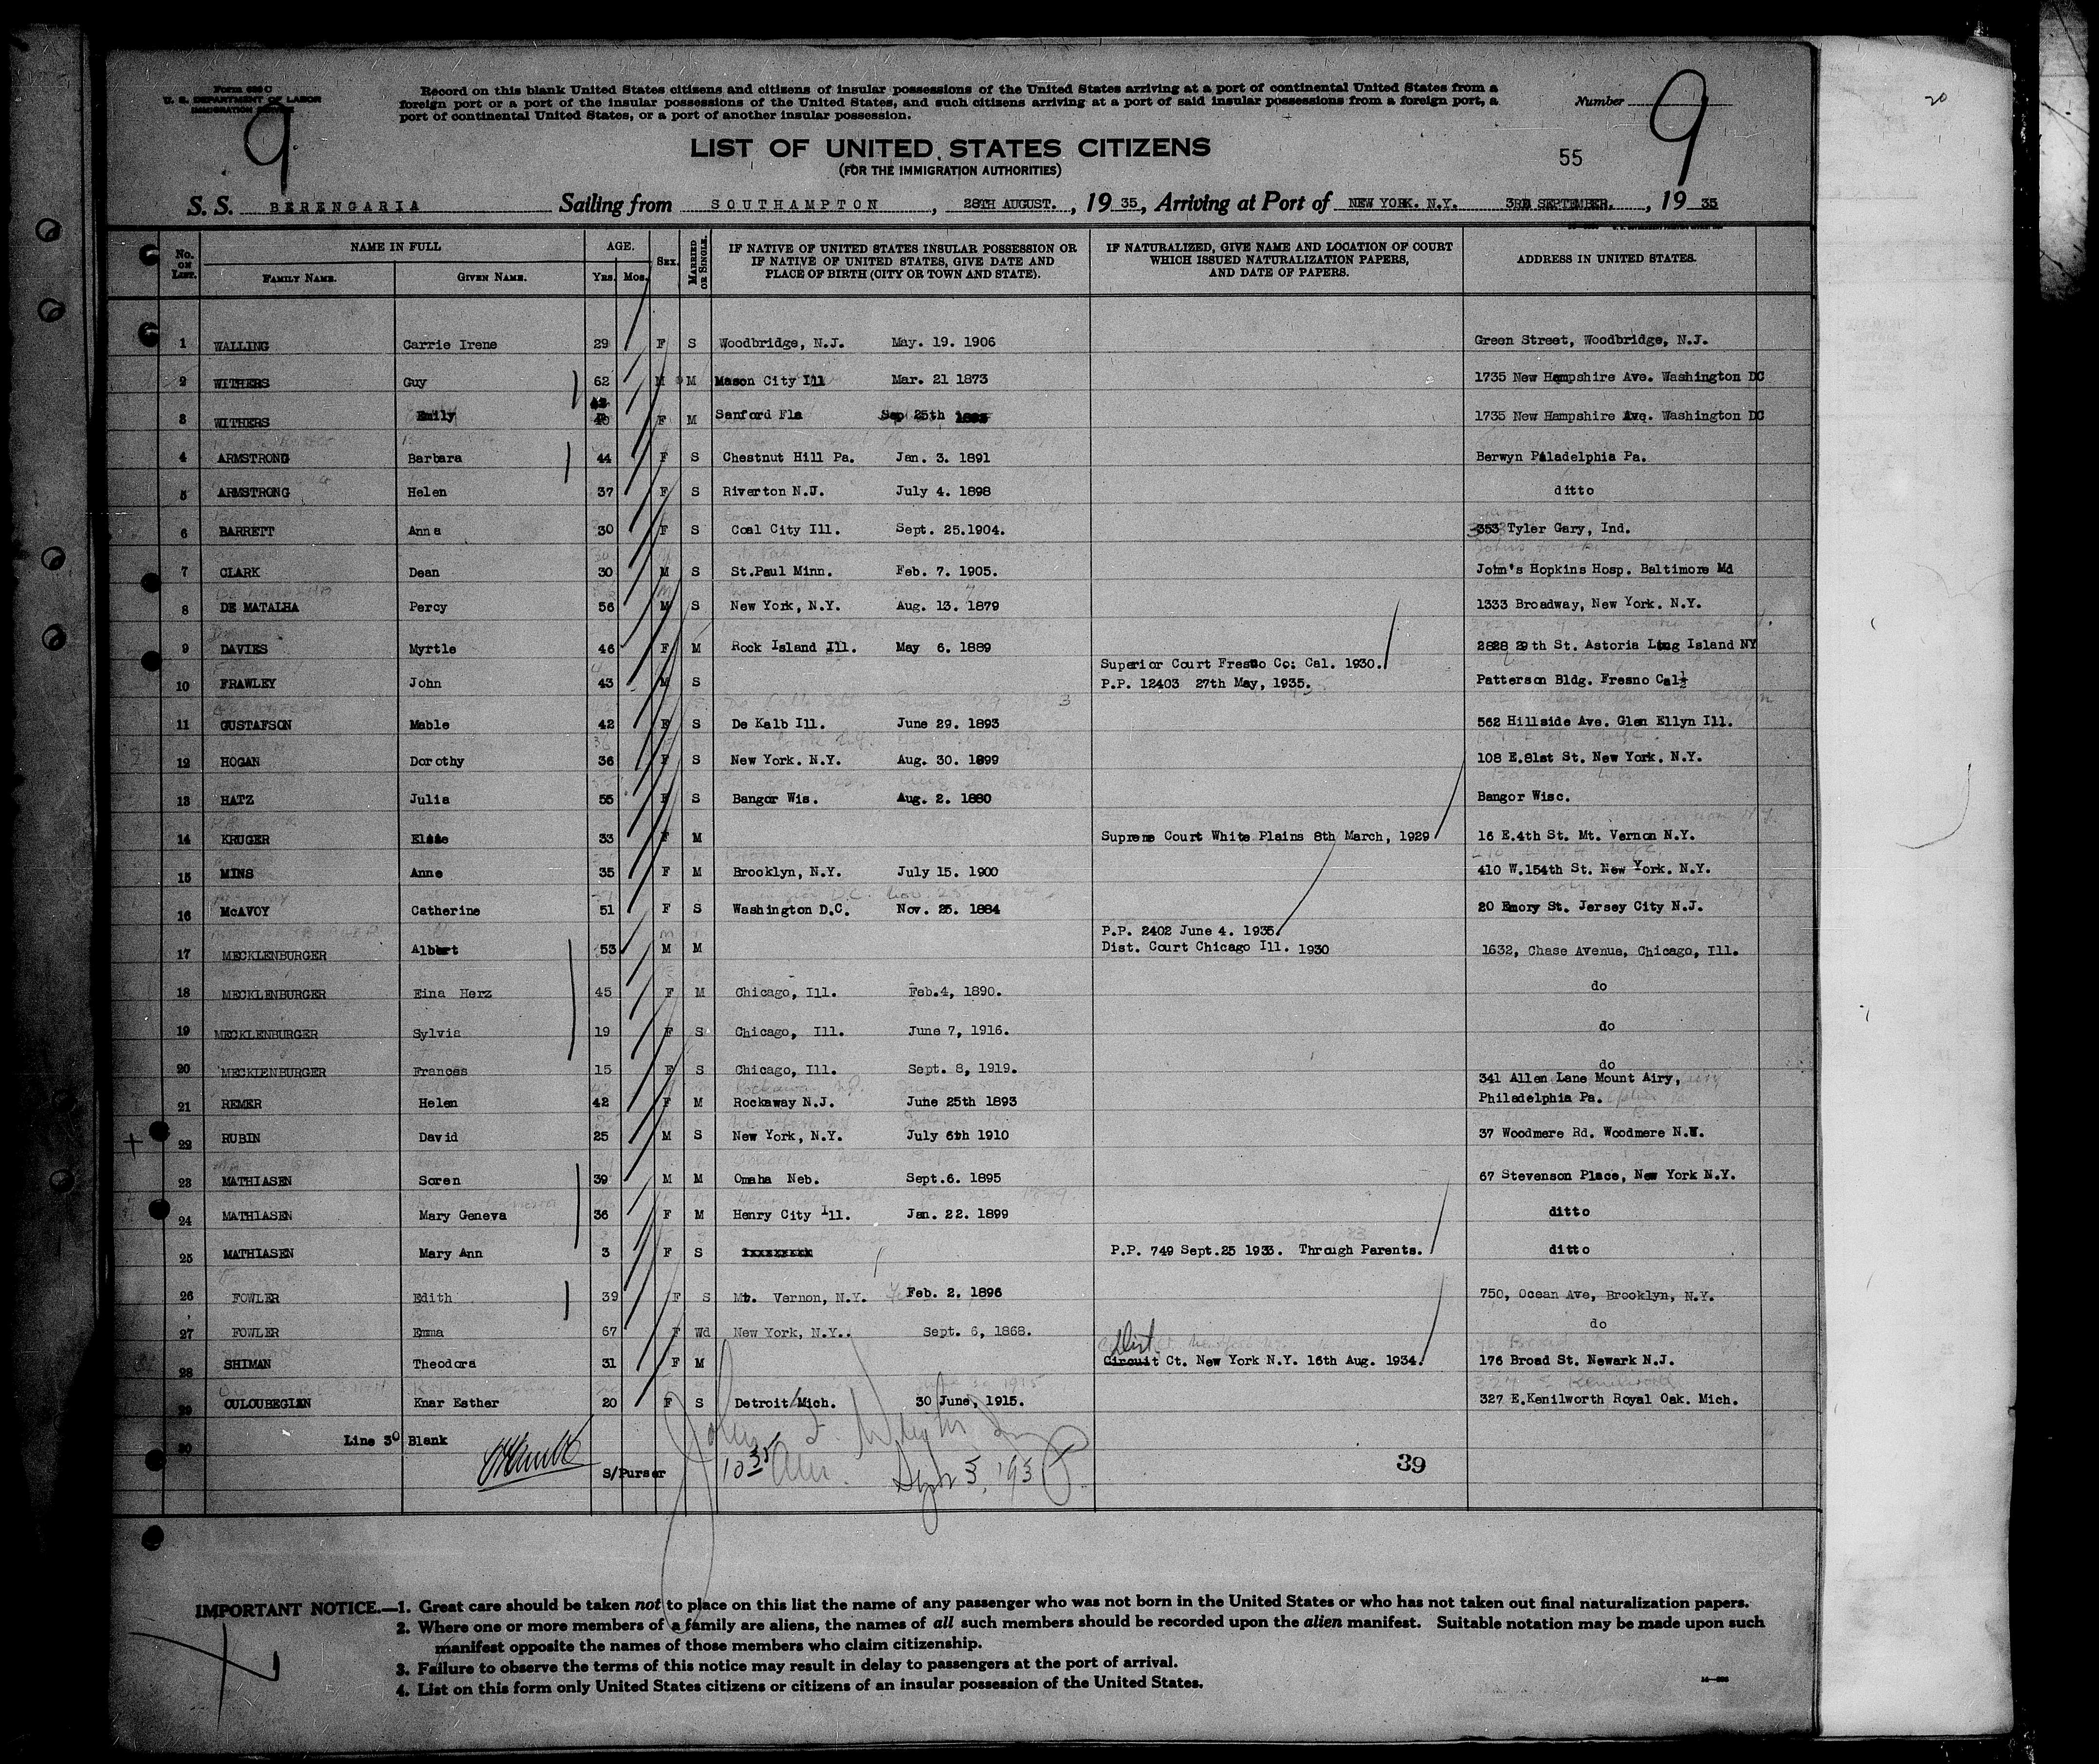 Form 630 C
U. S. DEPARTMENT OF LABOR
IMMIGRATION SERVICE
9
Record on this blank United States citizens and citizens of insular possessions of the United States arriving at a port of continental United States from a
foreign port or a port of the insular possessions of the United States, and such citizens arriving at a port of said insular possessions from a foreign port, a
port of continental United States, or a port of another insular possession.
Number 9
20
LIST OF UNITED STATES CITIZENS
(FOR THE IMMIGRATION AUTHORITIES)
55
S. S. BERENGARIA Sailing from SOUTHAMPTON, 28TH AUGUST., 19 35, Arriving at Port of NEW YORK. N.Y. 3RD SEPTEMBER., 19 35
No. ON LIST. NAME IN FULL FAMILY NAME. GIVEN NAME. AGE. YRS. MOS. SEX. MARRIED OR SINGLE. IF NATIVE OF UNITED STATES INSULAR POSSESSION OR IF NATIVE OF UNITED STATES, GIVE DATE AND PLACE OF BIRTH (CITY OR TOWN AND STATE). IF NATURALIZED, GIVE NAME AND LOCATION OF COURT WHICH ISSUED NATURALIZATION PAPERS, AND DATE OF PAPERS. ADDRESS IN UNITED STATES.
1 WALLING Carrie Irene 29 F S Woodbridge, N.J. May. 19. 1906 Green Street, Woodbridge, N.J.
2 WITHERS Guy 62 M M Mason City Ill Mar. 21 1873 1735 New Hampshire Ave. Washington DC
3 WITHERS Emily 40 F M Sanford Fla Sep 25th 1735 New Hampshire Ave. Washington DC
4 ARMSTRONG Barbara 44 F S Chestnut Hill Pa. Jan. 3. 1891 Berwyn Piladelphia Pa.
5 ARMSTRONG Helen 37 F S Riverton N.J. July 4. 1898 ditto
6 BARRETT Anna 30 F S Coal City Ill. Sept. 25.1904. 353 Tyler Gary, Ind.
7 CLARK Dean 30 M S St.Paul Minn. Feb. 7. 1905. John's Hopkins Hosp. Baltimore Md
8 DE MATALHA Percy 56 M S New York, N.Y. Aug. 13. 1879 1333 Broadway, New York. N.Y.
9 DAVIES Myrtle 46 F M Rock Island Ill. May 6. 1889 2828 29th St. Astoria Long Island NY
Superior Court Fresno Co: Cal. 1930.
10 FRAWLEY John 43 M S P.P. 12403 27th May, 1935. Patterson Bldg. Fresno Cal½
11 GUSTAFSON Mable 42 F S De Kalb Ill. June 29. 1893 562 Hillside Ave. Glen Ellyn Ill.
12 HOGAN Dorothy 36 F S New York. N.Y. Aug. 30. 1899 108 E.81st St. New York. N.Y.
13 HATZ Julia 55 F S Bangor Wis. Aug. 2. 1880 Bangor Wisc.
14 KRUGER 33 F M Supreme Court White Plains 8th March, 1929 16 E.4th St. Mt. Vernon N.Y.
15 MINS Anne 35 F M Brooklyn, N.Y. July 15. 1900 410 W.154th St. New York. N.Y.
16 McAVOY Catherine 51 F S Washington D.C. Nov. 25. 1884 20 Emory St. Jersey City N.J.
P.P. 2402 June 4. 1935.
17 MECKLENBURGER Albert 53 M M Dist. Court Chicago Ill. 1930 1632, Chase Avenue, Chicago, Ill.
18 MECKLENBURGER Eina Herz 45 F M Chicago, Ill. Feb.4, 1890. do
19 MECKLENBURGER Sylvia 19 F S Chicago, Ill. June 7, 1916. do
20 MECKLENBURGER Frances 15 F S Chicago, Ill. Sept. 8, 1919. do
341 Allen Lane Mount Airy,
21 REMER Helen 42 F M Rockaway N.J. June 25th 1893 Philadelphia Pa.
22 RUBIN David 25 M S New York, N.Y. July 6th 1910 37 Woodmere Rd. Woodmere
23 MATHIASEN Soren 39 M M Omaha Neb. Sept.6. 1895 67 Stevenson Place, New York N.Y.
24 MATHIASEN Mary Geneva 36 F M Henry City Ill. Jan. 22. 1899 ditto
25 MATHIASEN Mary Ann 3 F S P.P. 749 Sept.25 1933. Through Parents. ditto
26 FOWLER Edith 39 F S Mt. Vernon, N.Y. Feb. 2. 1896 750, Ocean Ave, Brooklyn, N.Y.
27 FOWLER Emma 67 F Wd New York, N.Y.. Sept. 6, 1868. do
Dist.
28 SHIMAN Theodora 31 F M Circuit Ct. New York N.Y. 16th Aug. 1934. 176 Broad St. Newark N.J.
29 OULOUBEGIAN Knar Esther 20 F S Detroit Mich. 30 June, 1915. 327 E.Kenilworth Royal Oak. Mich.
30 Line 30 Blank
S/Purser
10 35 Am. Sept 3, 1935
39
IMPORTANT NOTICE.—1. Great care should be taken not to place on this list the name of any passenger who was not born in the United States or who has not taken out final naturalization papers.
2. Where one or more members of a family are aliens, the names of all such members should be recorded upon the alien manifest. Suitable notation may be made upon such
manifest opposite the names of those members who claim citizenship.
3. Failure to observe the terms of this notice may result in delay to passengers at the port of arrival.
4. List on this form only United States citizens or citizens of an insular possession of the United States.